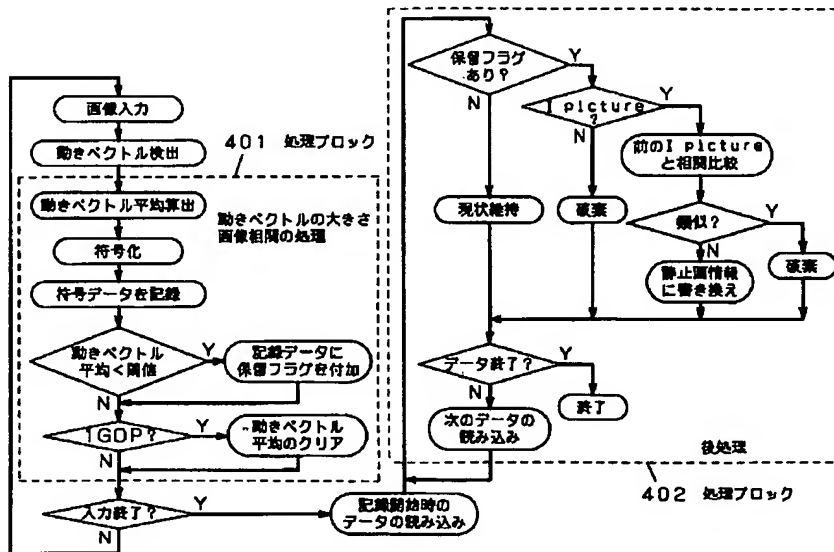 画像入力
動きベクトル検出
401 処理ブロック
動きベクトル平均算出
動きベクトルの大きさ
画像相関の処理
符号化
符号データを記録
動きベクトル
平均<閾値
Y
N
記録データに
保留フラグを付加
1GOP?
Y
N
動きベクトル
平均のクリア
入力終了?
Y
N
記録開始時の
データの読み込み
保留フラグ
あり?
Y
N
I picture
?
Y
N
前のI picture
と相関比較
現状維持
破棄
類似?
Y
N
静止画情報
に書き換え
破棄
データ終了?
Y
N
終了
次のデータの
読み込み
後処理
402 処理ブロック